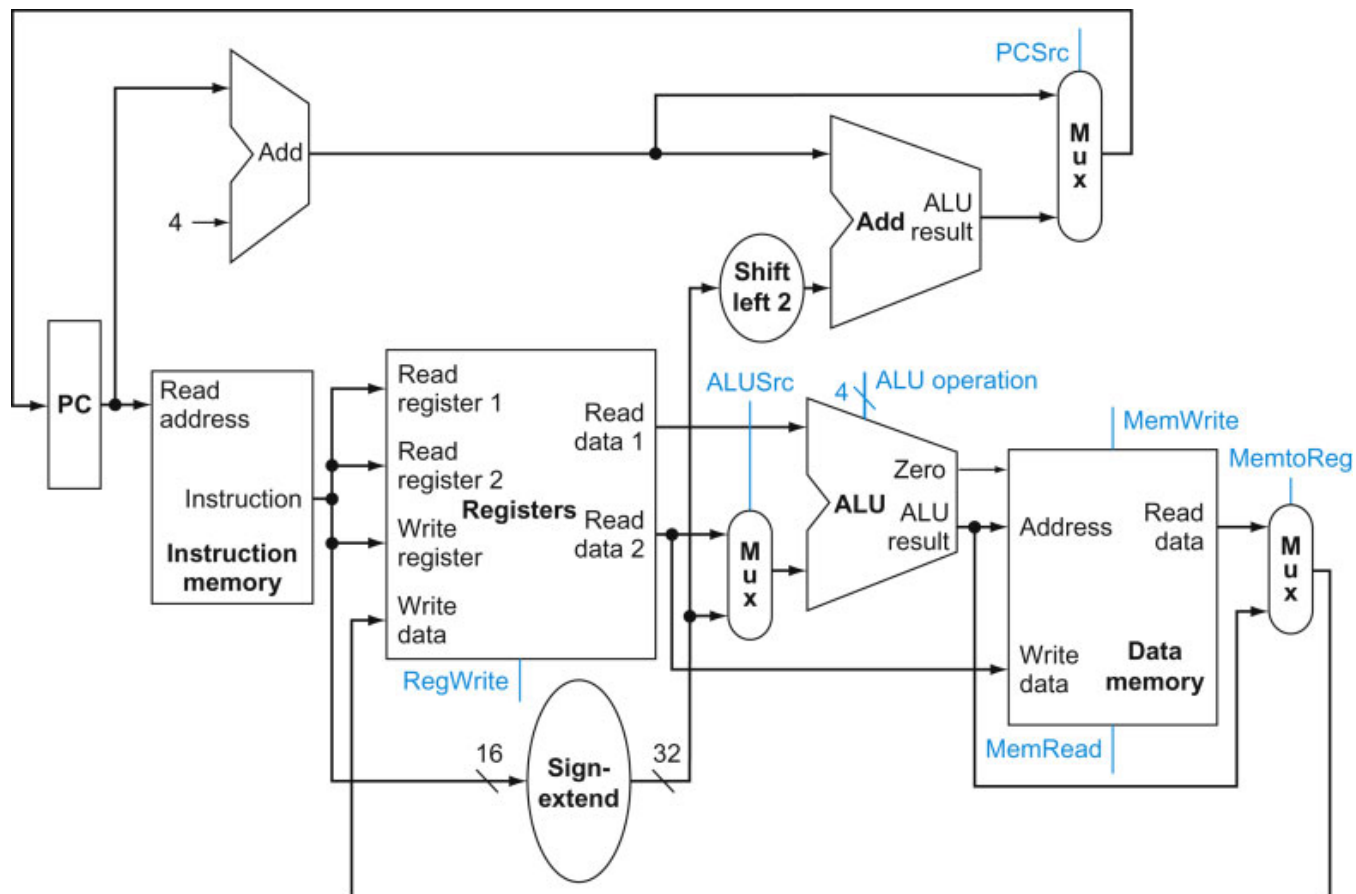 PCSrc
Add
4
M
u
x
Add
ALU
result
Shift
left 2
PC
Read
address
Instruction
Instruction
memory
Read
register 1
Read
register 2
Write
register
Write
data
Registers
Read
data 1
Read
data 2
RegWrite
ALUSrc
M
u
x
4
ALU operation
Zero
ALU
ALU
result
MemWrite
Address
Read
data
Write
data
Data
memory
MemRead
MemtoReg
M
u
x
16
Sign-
extend
32